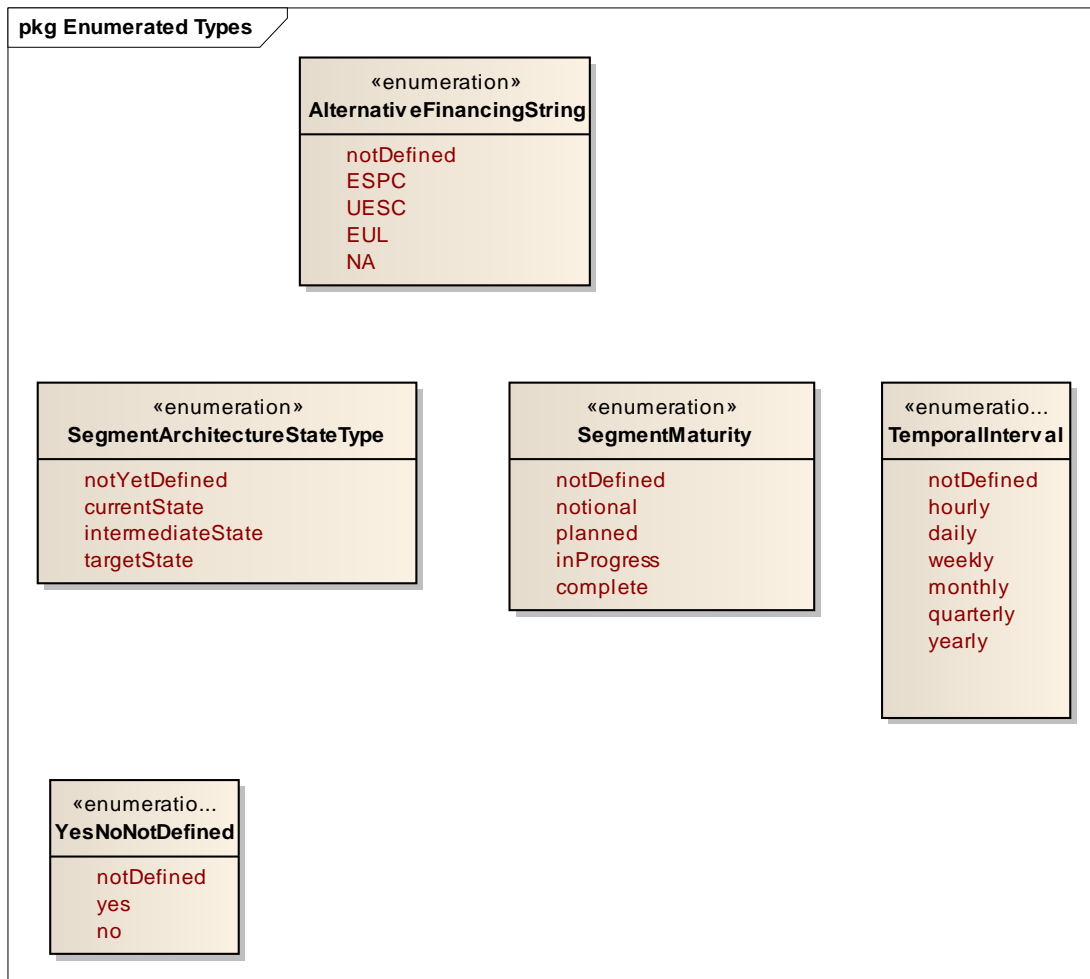 pkg Enumerated Types
«enumeration»
AlternativeFinancingString
notDefined
ESPC
UESC
EUL
NA
«enumeration»
SegmentArchitectureStateType
notYetDefined
currentState
intermediateState
targetState
«enumeration»
SegmentMaturity
notDefined
notional
planned
inProgress
complete
«enumeratio...
TemporalInterval
notDefined
hourly
daily
weekly
monthly
quarterly
yearly
«enumeratio...
YesNoNotDefined
notDefined
yes
no